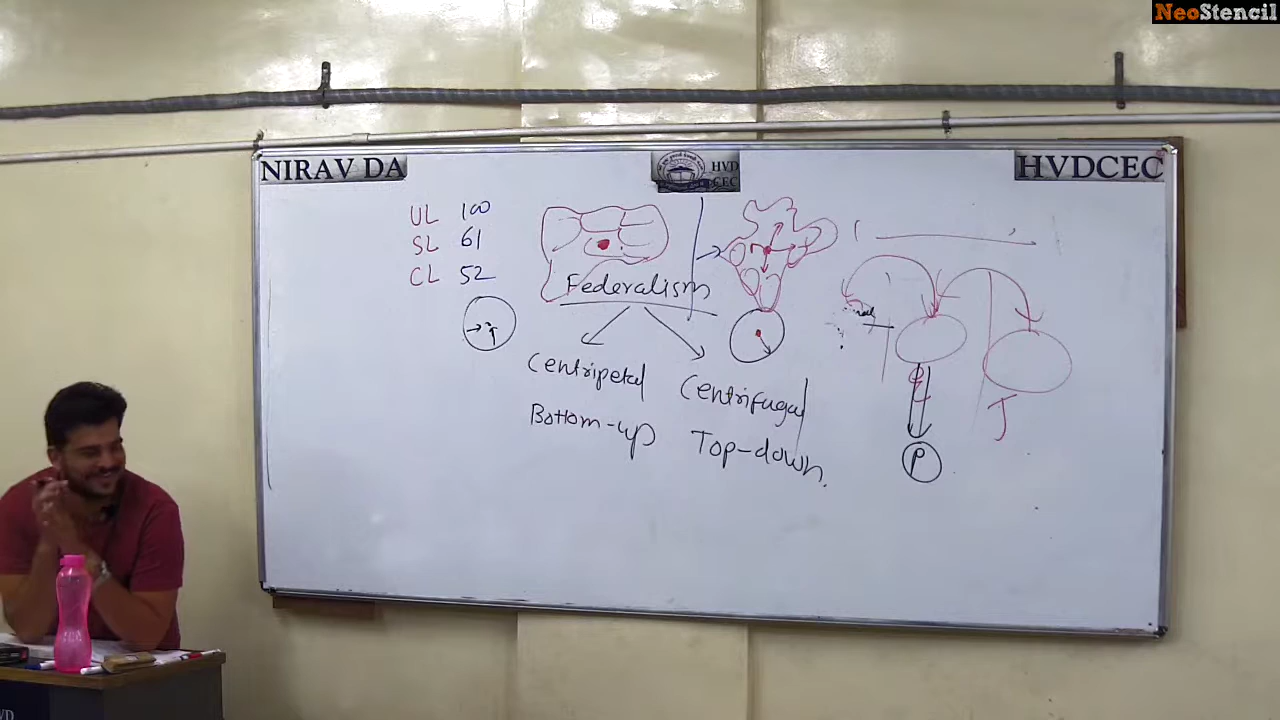 NeoStencil
NIRAV DA
HVD
CEC
HVDCEC
UL 100
SL 61
CL 52
Federalism
Centripetal
Centrifugal
Bottom-up
Top-down
J
P